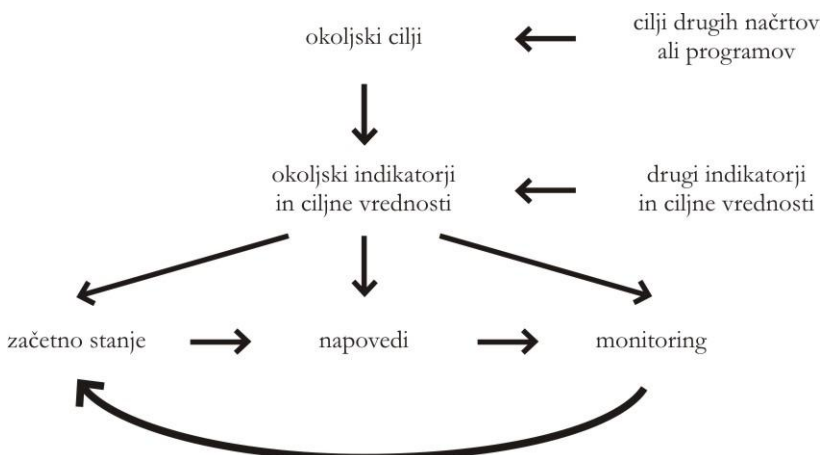 okoljski cilji
cilji drugih načrtov
ali programov
okoljski indikatorji
in ciljne vrednosti
drugi indikatorji
in ciljne vrednosti
začetno stanje
napovedi
monitoring